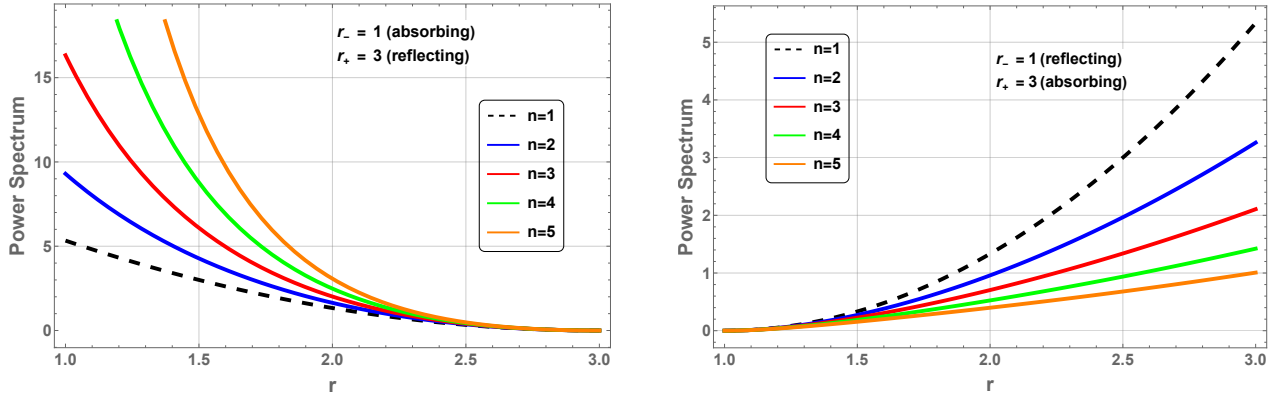 r₋ = 1 (absorbing)
r₊ = 3 (reflecting)
n=1
n=2
n=3
n=4
n=5
Power Spectrum
15
10
5
0
1.0 1.5 2.0 2.5 3.0
r
n=1
n=2
n=3
n=4
n=5
r₋ = 1 (reflecting)
r₊ = 3 (absorbing)
Power Spectrum
5
4
3
2
1
0
1.0 1.5 2.0 2.5 3.0
r